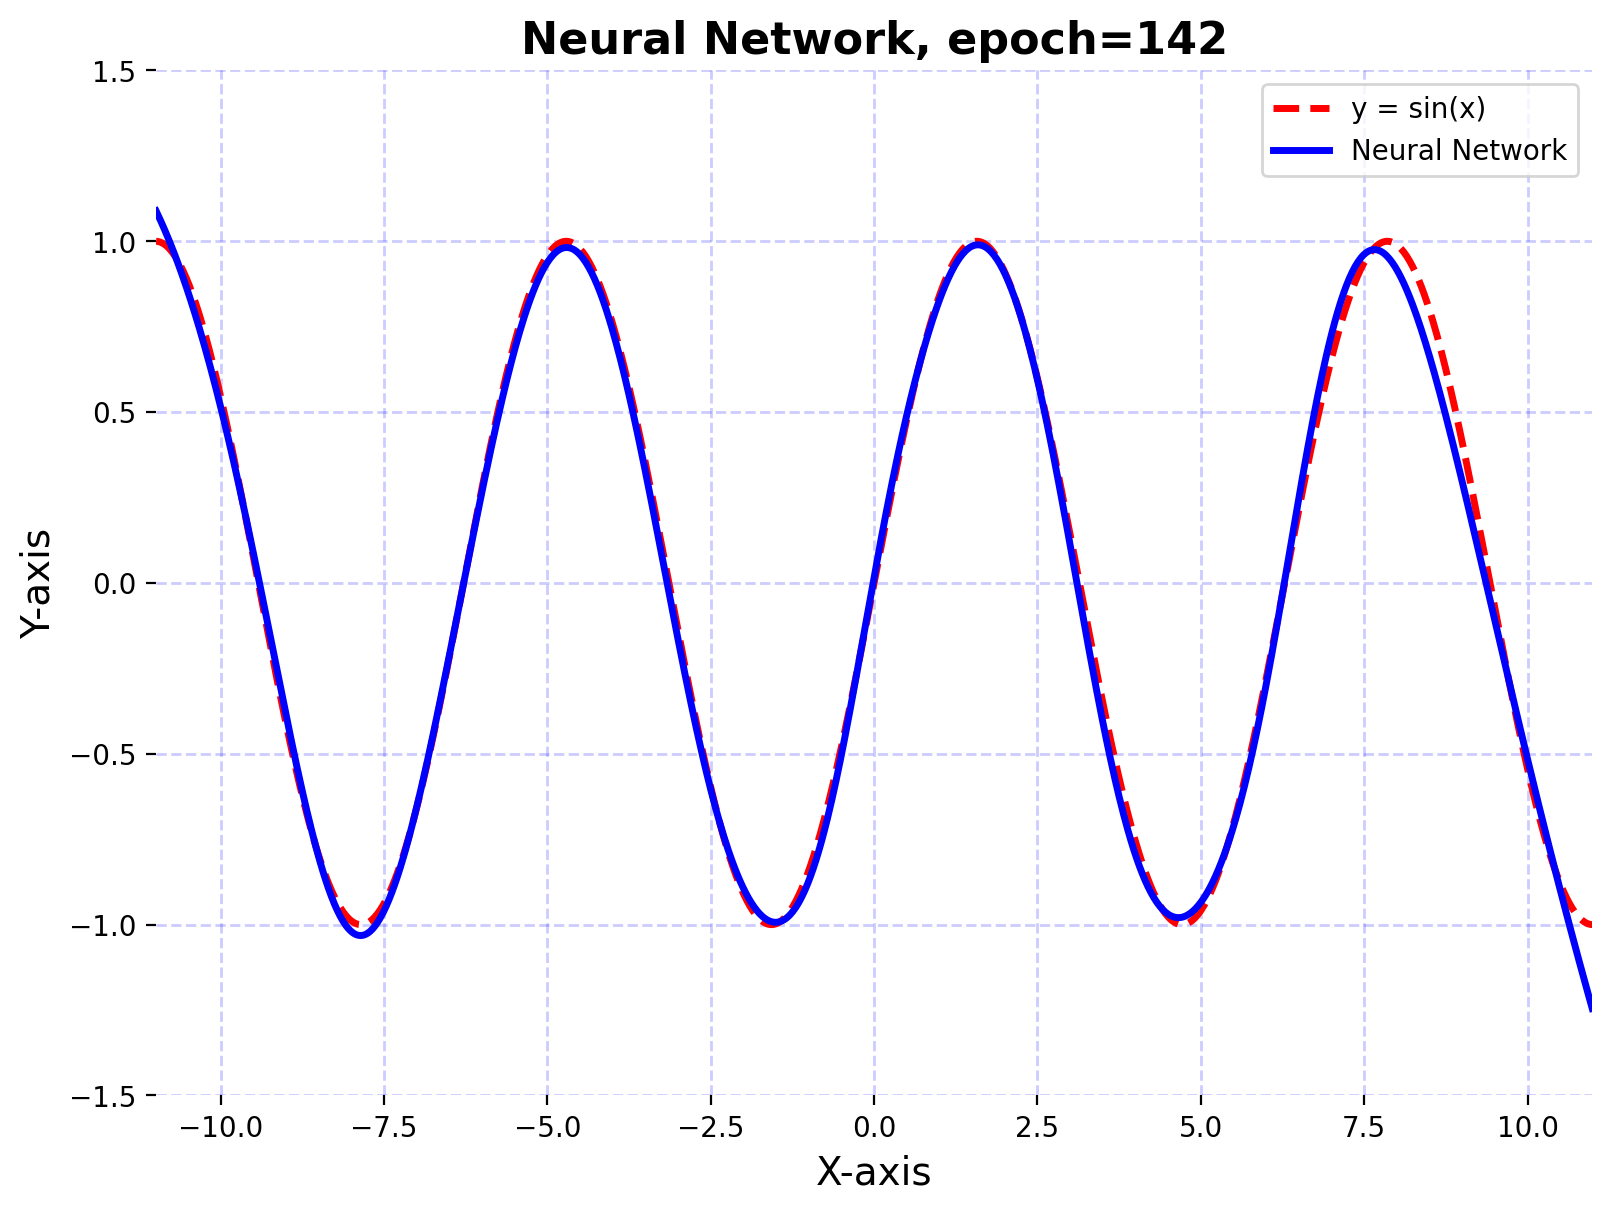 Neural Network, epoch=142
y = sin(x)
Neural Network
Y-axis
1.5
1.0
0.5
0.0
−0.5
−1.0
−1.5
−10.0 −7.5 −5.0 −2.5 0.0 2.5 5.0 7.5 10.0
X-axis